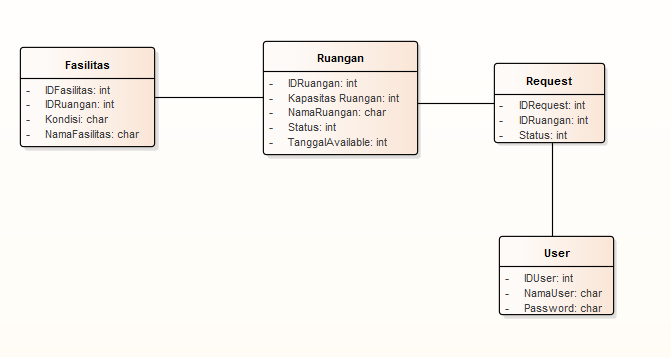 Fasilitas
- IDFasilitas: int
- IDRuangan: int
- Kondisi: char
- NamaFasilitas: char
Ruangan
- IDRuangan: int
- Kapasitas Ruangan: int
- NamaRuangan: char
- Status: int
- TanggalAvailable: int
Request
- IDRequest: int
- IDRuangan: int
- Status: int
User
- IDUser: int
- NamaUser: char
- Password: char